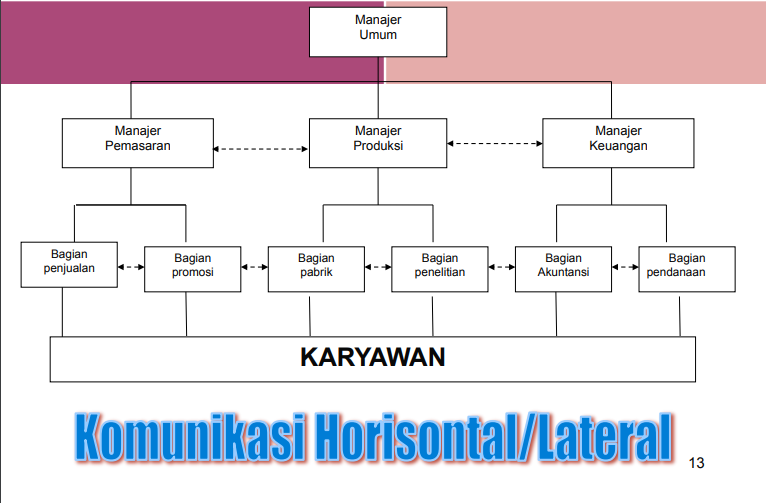 Manajer
Umum
Manajer
Pemasaran
Manajer
Produksi
Manajer
Keuangan
Bagian
penjualan
Bagian
promosi
Bagian
pabrik
Bagian
penelitian
Bagian
Akuntansi
Bagian
pendanaan
KARYAWAN
Komunikasi Horisontal/Lateral
13